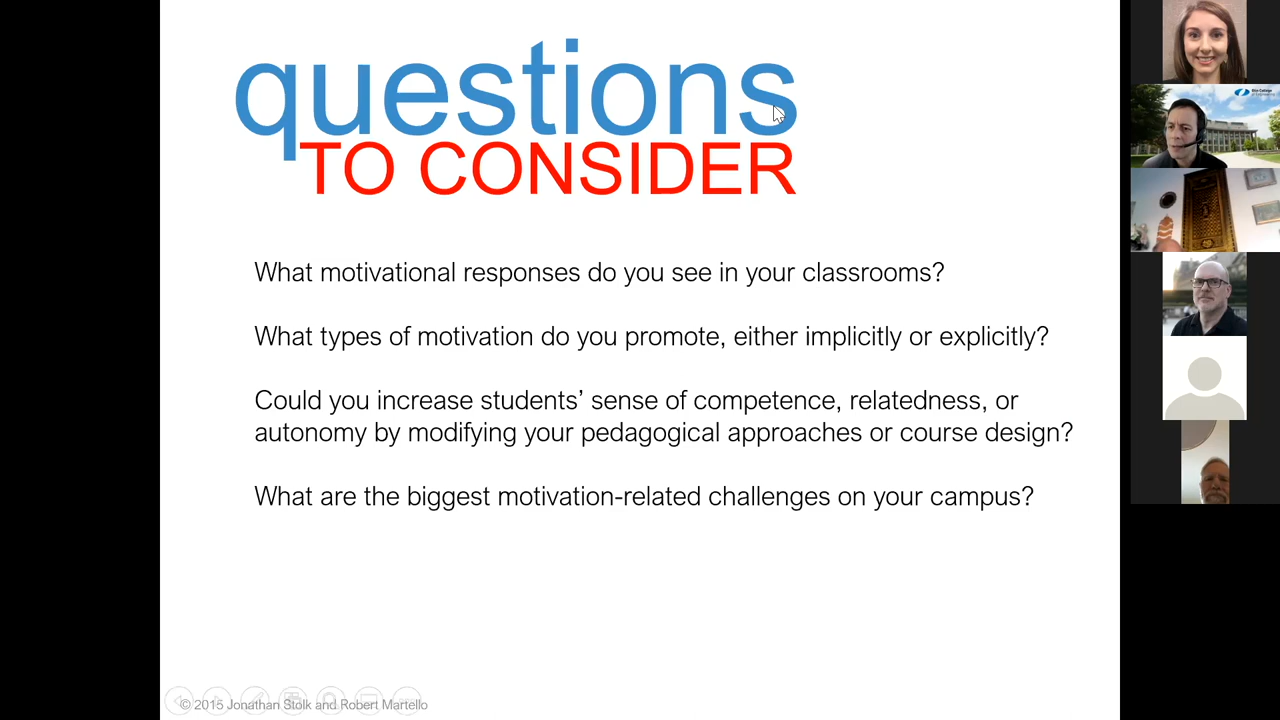 questions
TO CONSIDER
What motivational responses do you see in your classrooms?
What types of motivation do you promote, either implicitly or explicitly?
Could you increase students’ sense of competence, relatedness, or
autonomy by modifying your pedagogical approaches or course design?
What are the biggest motivation-related challenges on your campus?
© 2015 Jonathan Stolk and Robert Martello